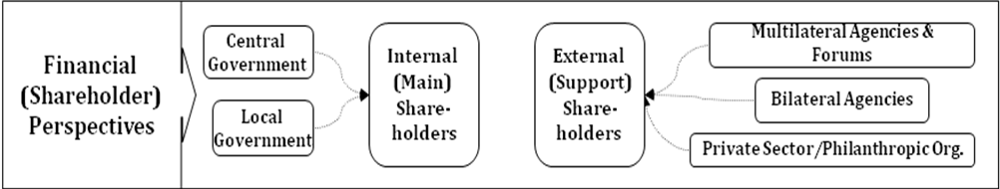 Financial
(Shareholder)
Perspectives
Central
Government
Local
Government
Internal
(Main)
Share-
holders
External
(Support)
Share-
holders
Multilateral Agencies &
Forums
Bilateral Agencies
Private Sector/Philanthropic Org.